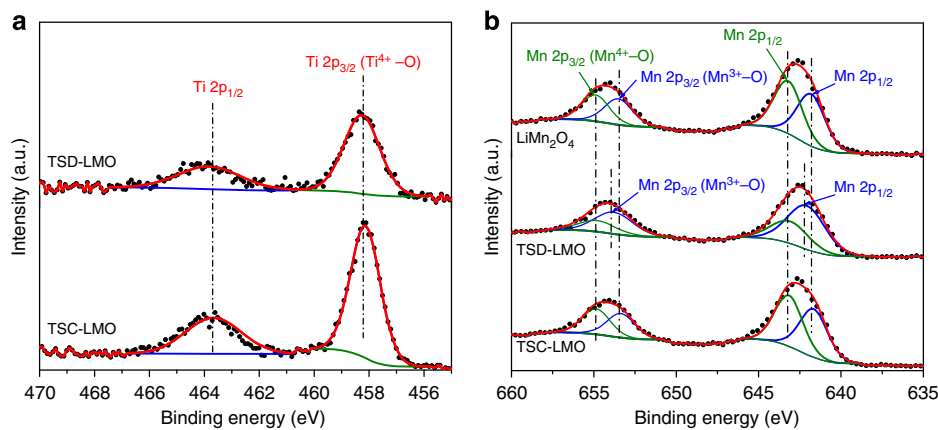 a
Ti 2p3/2 (Ti4+ –O)
Ti 2p1/2
TSD-LMO
TSC-LMO
Intensity (a.u.)
470 468 466 464 462 460 458 456
Binding energy (eV)
b
Mn 2p1/2
Mn 2p3/2 (Mn4+–O)
Mn 2p3/2 (Mn3+–O)
Mn 2p1/2
LiMn2O4
Mn 2p3/2 (Mn3+–O)
Mn 2p1/2
TSD-LMO
TSC-LMO
Intensity (a.u.)
660 655 650 645 640 635
Binding energy (eV)